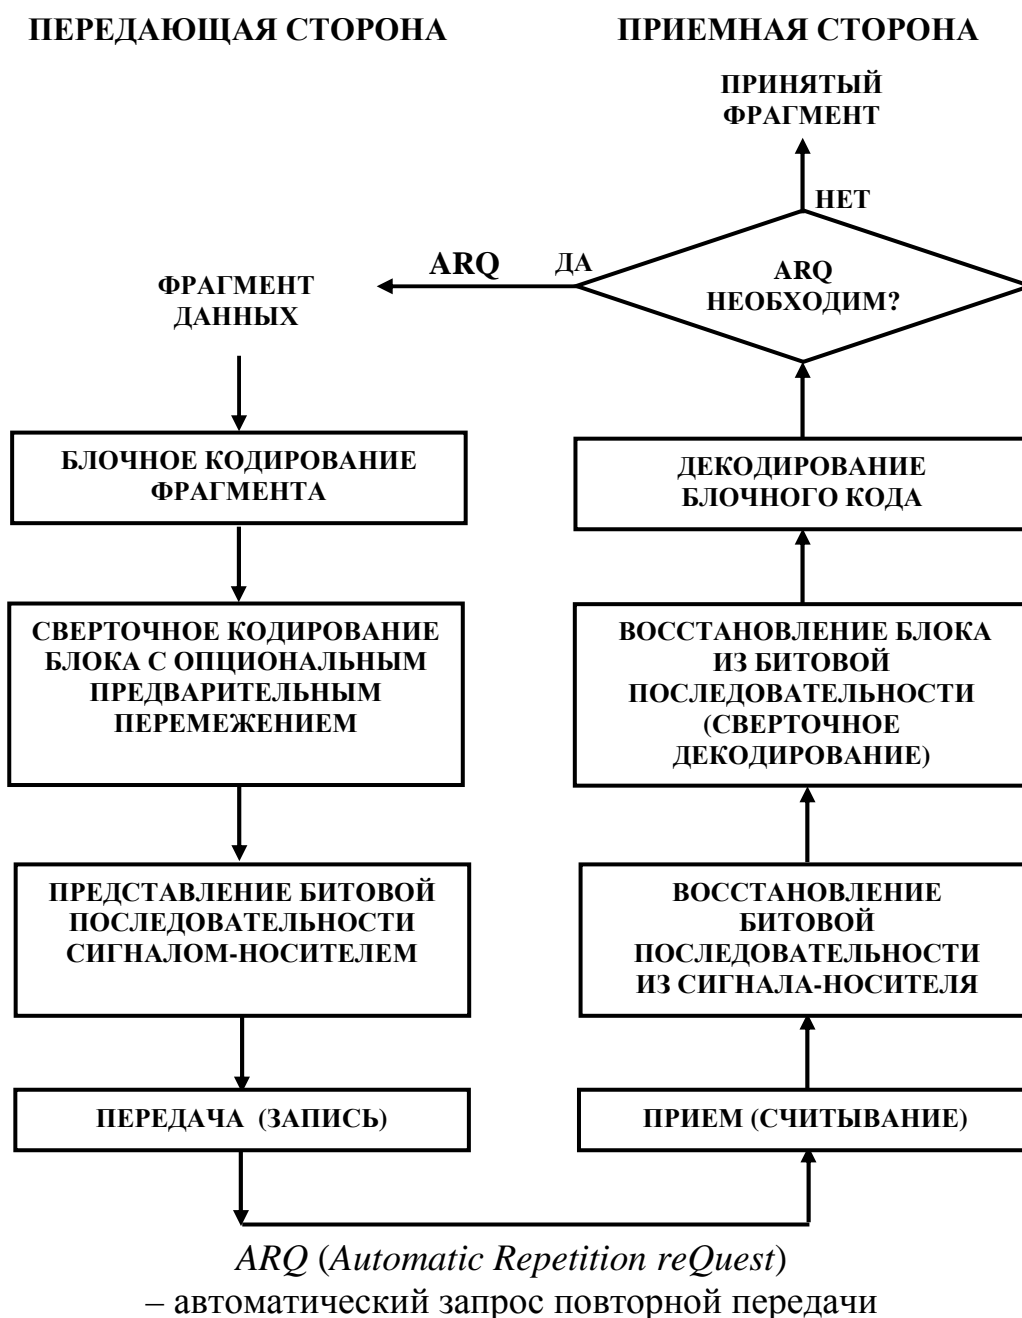 ПЕРЕДАЮЩАЯ СТОРОНА
ФРАГМЕНТ
ДАННЫХ
БЛОЧНОЕ КОДИРОВАНИЕ
ФРАГМЕНТА
СВЕРТОЧНОЕ КОДИРОВАНИЕ
БЛОКА С ОПЦИОНАЛЬНЫМ
ПРЕДВАРИТЕЛЬНЫМ
ПЕРЕМЕЖЕНИЕМ
ПРЕДСТАВЛЕНИЕ БИТОВОЙ
ПОСЛЕДОВАТЕЛЬНОСТИ
СИГНАЛОМ-НОСИТЕЛЕМ
ПЕРЕДАЧА (ЗАПИСЬ)
ПРИЕМНАЯ СТОРОНА
ПРИНЯТЫЙ
ФРАГМЕНТ
НЕТ
ARQ
ДА
ARQ
НЕОБХОДИМ?
ДЕКОДИРОВАНИЕ
БЛОЧНОГО КОДА
ВОССТАНОВЛЕНИЕ БЛОКА
ИЗ БИТОВОЙ
ПОСЛЕДОВАТЕЛЬНОСТИ
(СВЕРТОЧНОЕ
ДЕКОДИРОВАНИЕ)
ВОССТАНОВЛЕНИЕ
БИТОВОЙ
ПОСЛЕДОВАТЕЛЬНОСТИ
ИЗ СИГНАЛА-НОСИТЕЛЯ
ПРИЕМ (СЧИТЫВАНИЕ)
ARQ (Automatic Repetition reQuest)
– автоматический запрос повторной передачи